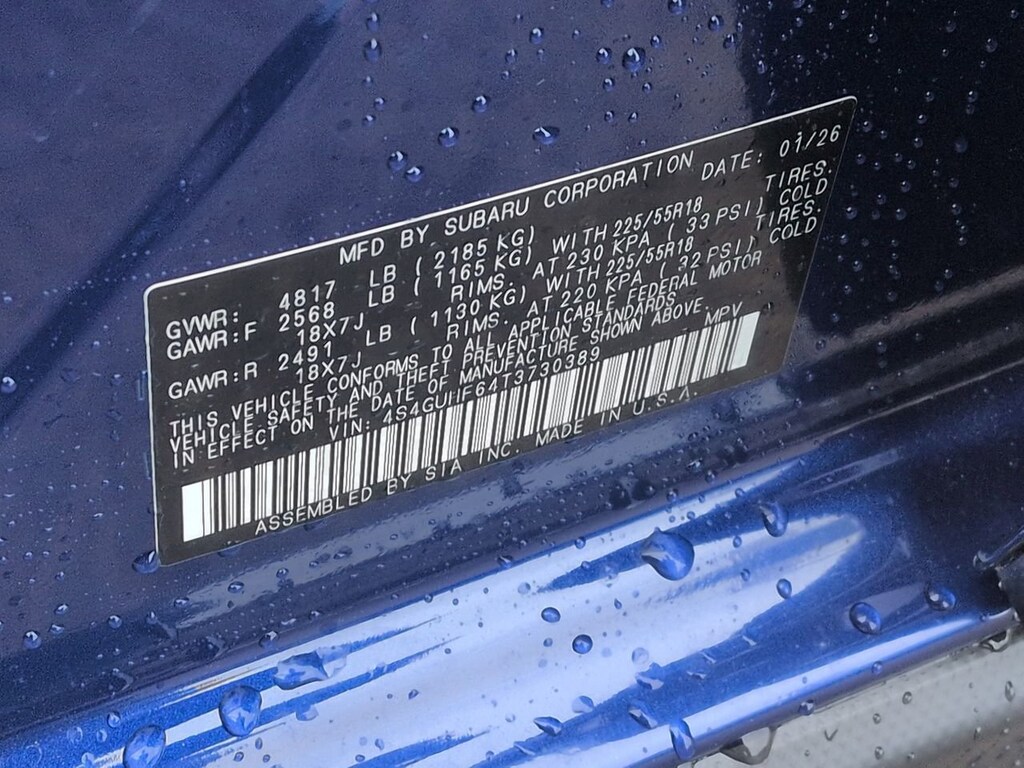 MFD BY SUBARU CORPORATION DATE: 01/26
GVWR: 4817 LB ( 2185 KG)
GAWR:F 2568 LB ( 1165 KG) WITH 225/55R18 TIRES.
18X7J RIMS. AT 230 KPA ( 33 PSI) COLD
GAWR:R 2491 LB ( 1130 KG) WITH 225/55R18 TIRES.
18X7J RIMS. AT 220 KPA ( 32 PSI) COLD
THIS VEHICLE CONFORMS TO ALL APPLICABLE FEDERAL MOTOR
VEHICLE SAFETY AND THEFT PREVENTION STANDARDS
IN EFFECT ON THE DATE OF MANUFACTURE SHOWN ABOVE.
VIN: 4S4GUHF64T3730389 MPV
ASSEMBLED BY SIA INC. MADE IN U.S.A.